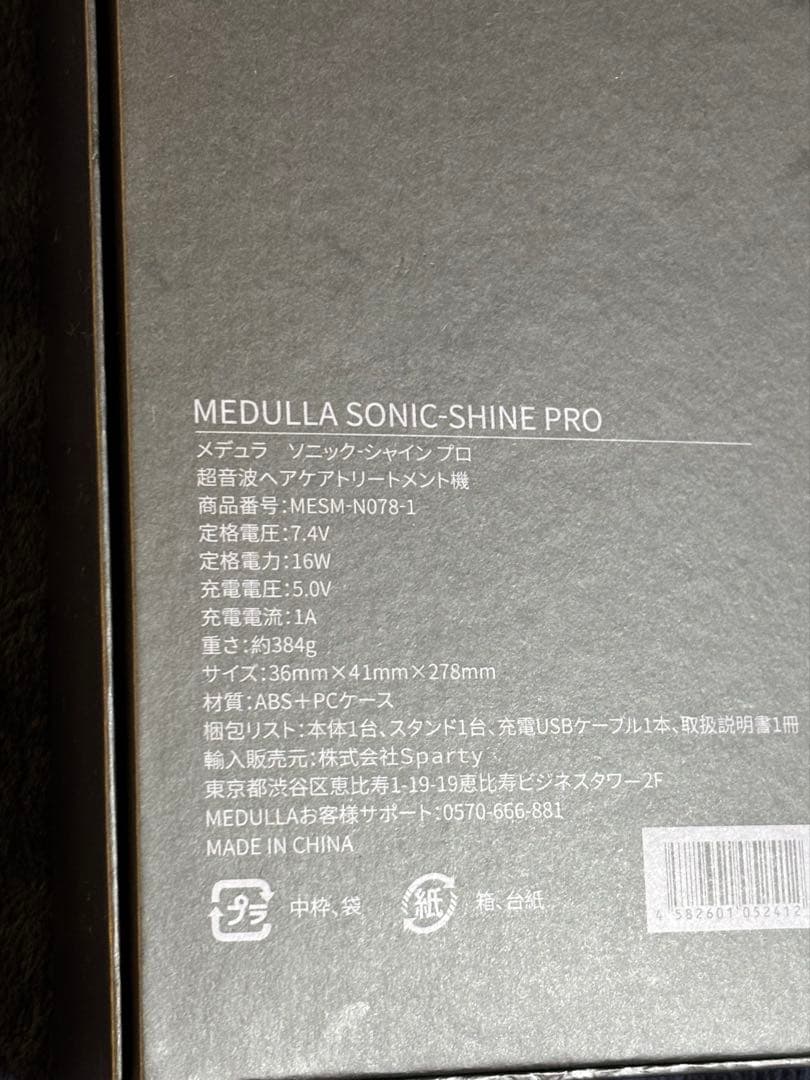 MEDULLA SONIC-SHINE PRO
メデュラ　ソニック-シャイン プロ
超音波ヘアケアトリートメント機
商品番号：MESM-N078-1
定格電圧：7.4V
定格電力：16W
充電電圧：5.0V
充電電流：1A
重さ：約384g
サイズ：36mm×41mm×278mm
材質：ABS＋PCケース
梱包リスト：本体1台、スタンド1台、充電USBケーブル1本、取扱説明書1冊
輸入販売元：株式会社Sparty
東京都渋谷区恵比寿1-19-19恵比寿ビジネスタワー2F
MEDULLAお客様サポート：0570-666-881
MADE IN CHINA
プラ 中枠、袋 紙 箱、台紙
4 582601 052412